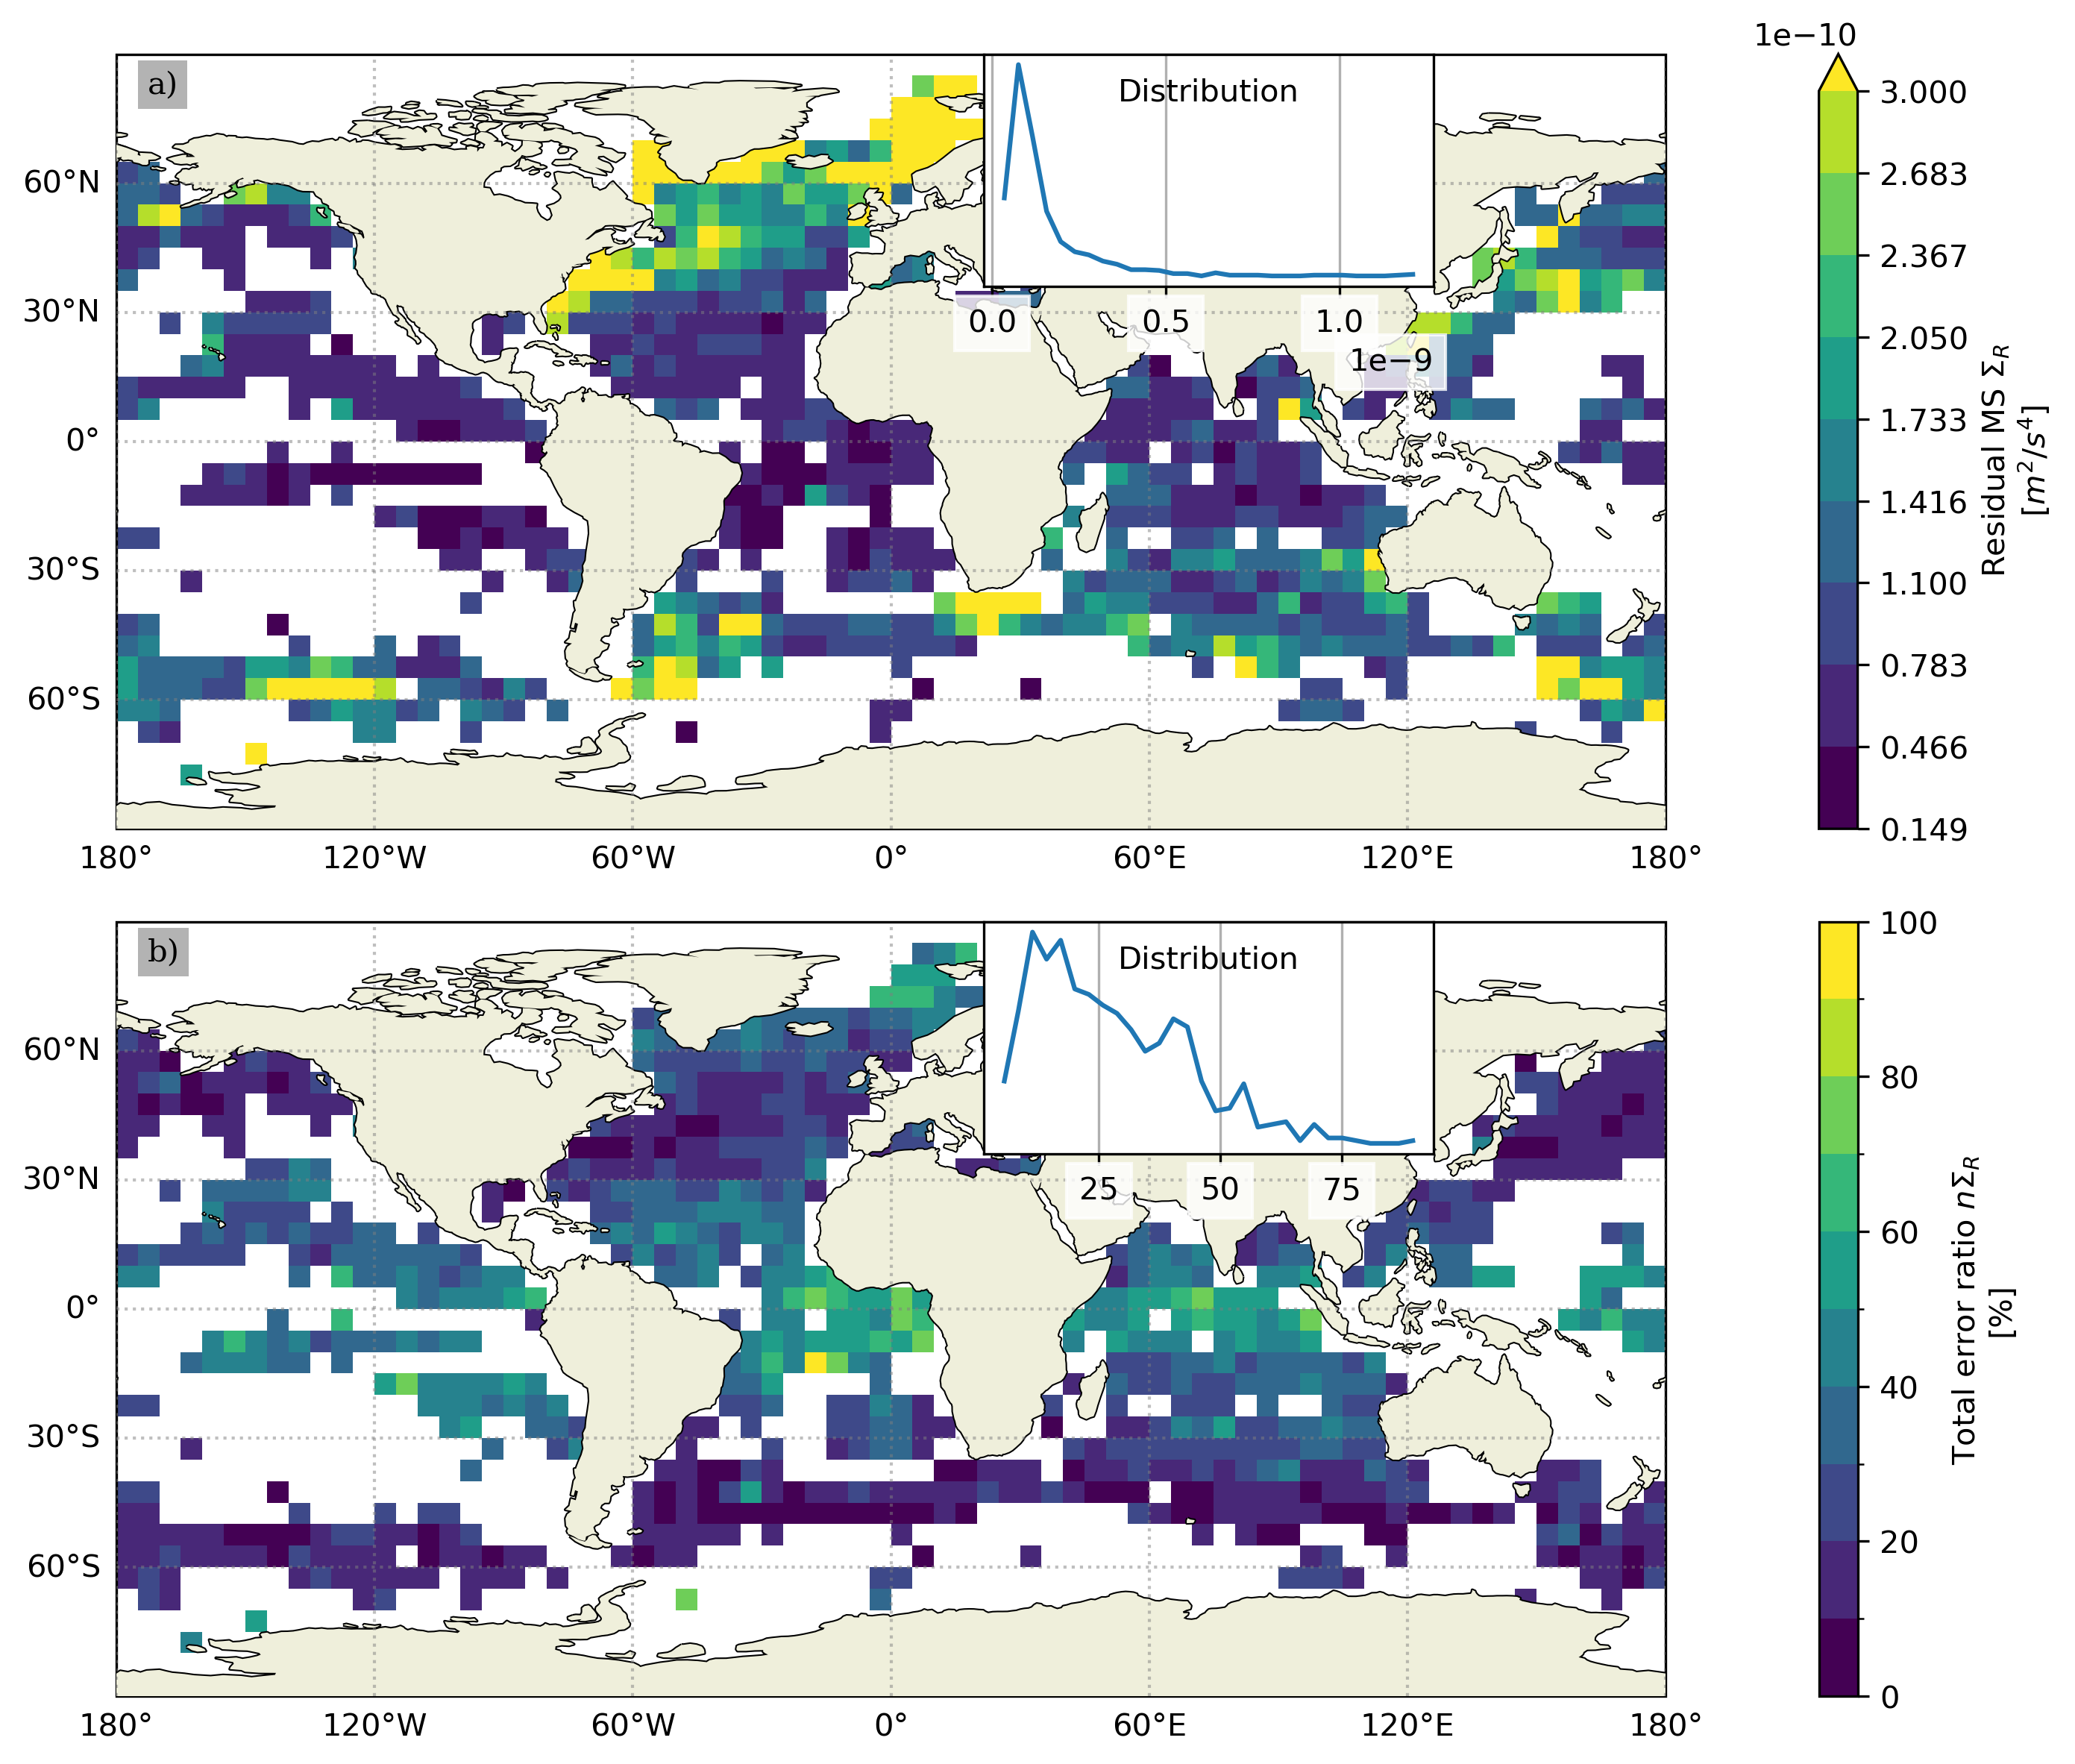 1e−10
a)
Distribution
60°N
30°N
0°
30°S
60°S
180°
120°W
60°W
0°
60°E
120°E
180°
0.0
0.5
1.0
1e−9
3.000
2.683
2.367
2.050
1.733
1.416
1.100
0.783
0.466
0.149
Residual MS Σ_R
[m²/s⁴]
b)
Distribution
60°N
30°N
0°
30°S
60°S
180°
120°W
60°W
0°
60°E
120°E
180°
25
50
75
100
80
60
40
20
0
Total error ratio nΣ_R
[%]